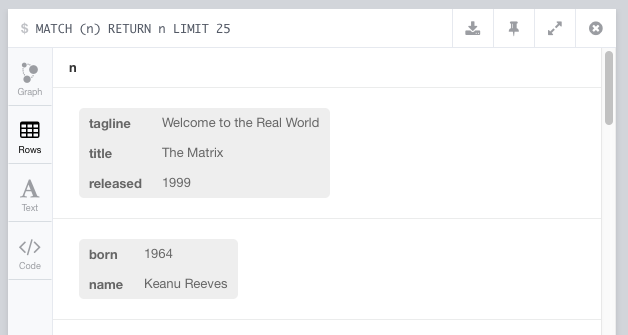 $ MATCH (n) RETURN n LIMIT 25
n
Graph
tagline Welcome to the Real World
title The Matrix
released 1999
Rows
A
Text
born 1964
name Keanu Reeves
</>
Code